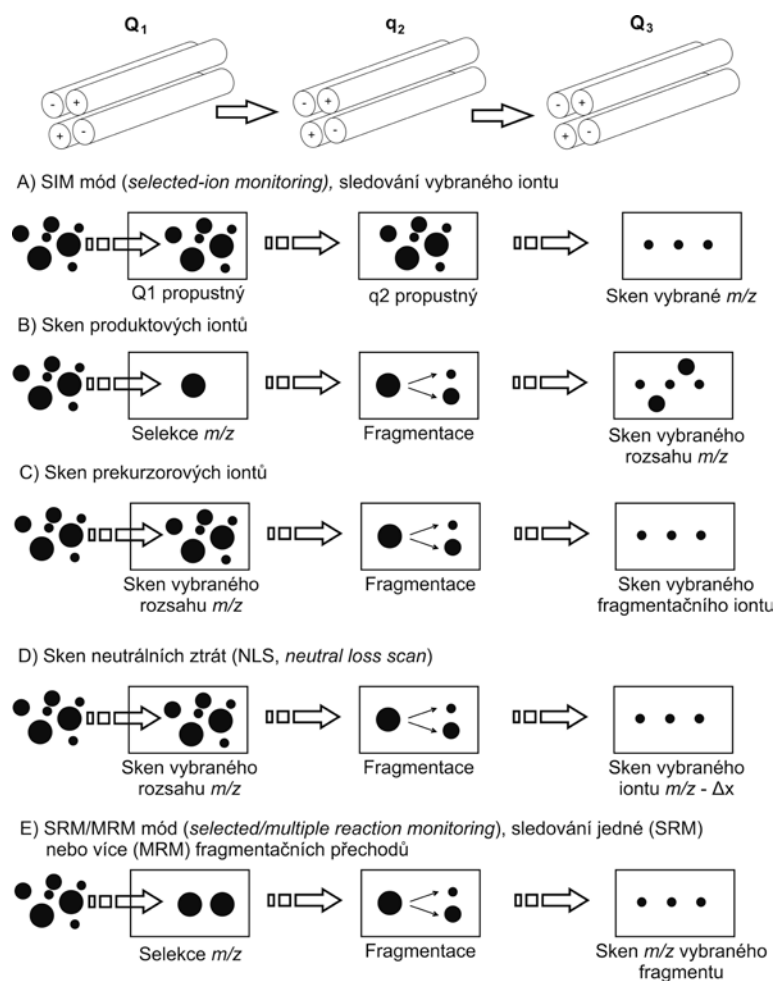 Q1 q2 Q3
- + - + - +
+ - + - + -
A) SIM mód (selected-ion monitoring), sledování vybraného iontu
Q1 propustný q2 propustný Sken vybrané m/z
B) Sken produktových iontů
Selekce m/z Fragmentace Sken vybraného
rozsahu m/z
C) Sken prekurzorových iontů
Sken vybraného Fragmentace Sken vybraného
rozsahu m/z fragmentačního iontu
D) Sken neutrálních ztrát (NLS, neutral loss scan)
Sken vybraného Fragmentace Sken vybraného
rozsahu m/z iontu m/z - Δx
E) SRM/MRM mód (selected/multiple reaction monitoring), sledování jedné (SRM)
nebo více (MRM) fragmentačních přechodů
Selekce m/z Fragmentace Sken m/z vybraného
fragmentu